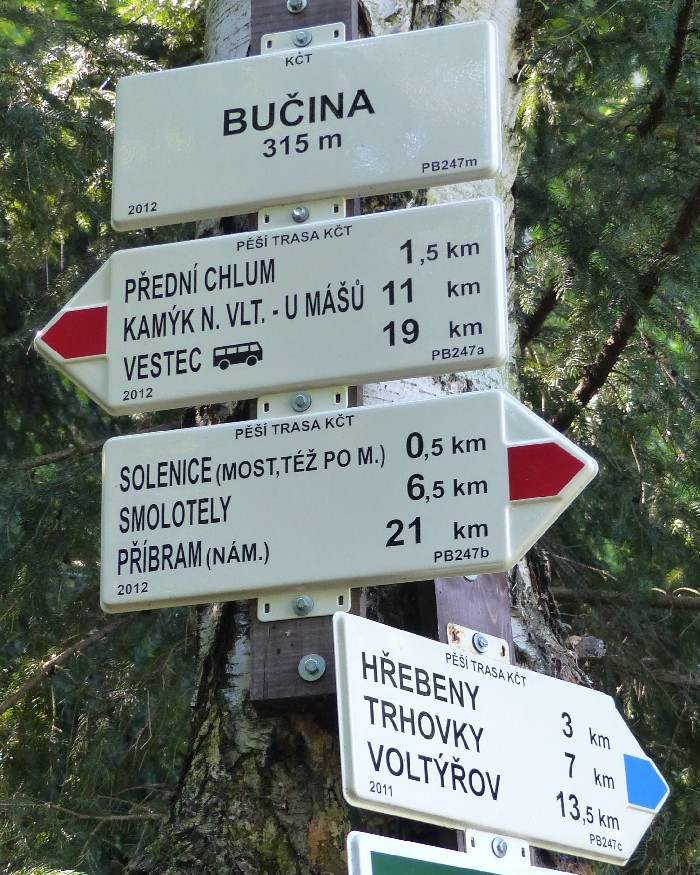 KČT
BUČINA
315 m
2012 PB247m
PĚŠÍ TRASA KČT
PŘEDNÍ CHLUM 1,5 km
KAMÝK N. VLT. - U MÁŠŮ 11 km
VESTEC 19 km
2012 PB247a
PĚŠÍ TRASA KČT
SOLENICE (MOST,TÉŽ PO M.) 0,5 km
SMOLOTELY 6,5 km
PŘÍBRAM (NÁM.) 21 km
2012 PB247b
PĚŠÍ TRASA KČT
HŘEBENY 3 km
TRHOVKY 7 km
VOLTÝŘOV 13,5 km
2011 PB247c